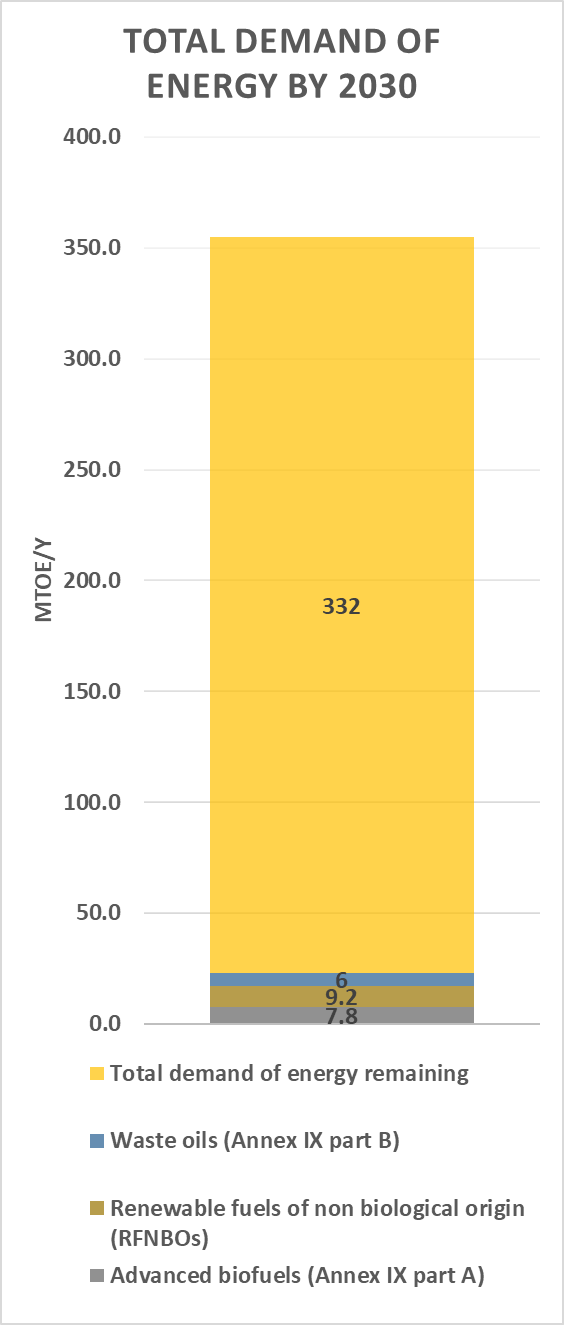 TOTAL DEMAND OF
ENERGY BY 2030
400.0
350.0
300.0
250.0
200.0
150.0
100.0
50.0
0.0
MTOE/Y
332
6
9.2
7.8
Total demand of energy remaining
Waste oils (Annex IX part B)
Renewable fuels of non biological origin
(RFNBOs)
Advanced biofuels (Annex IX part A)